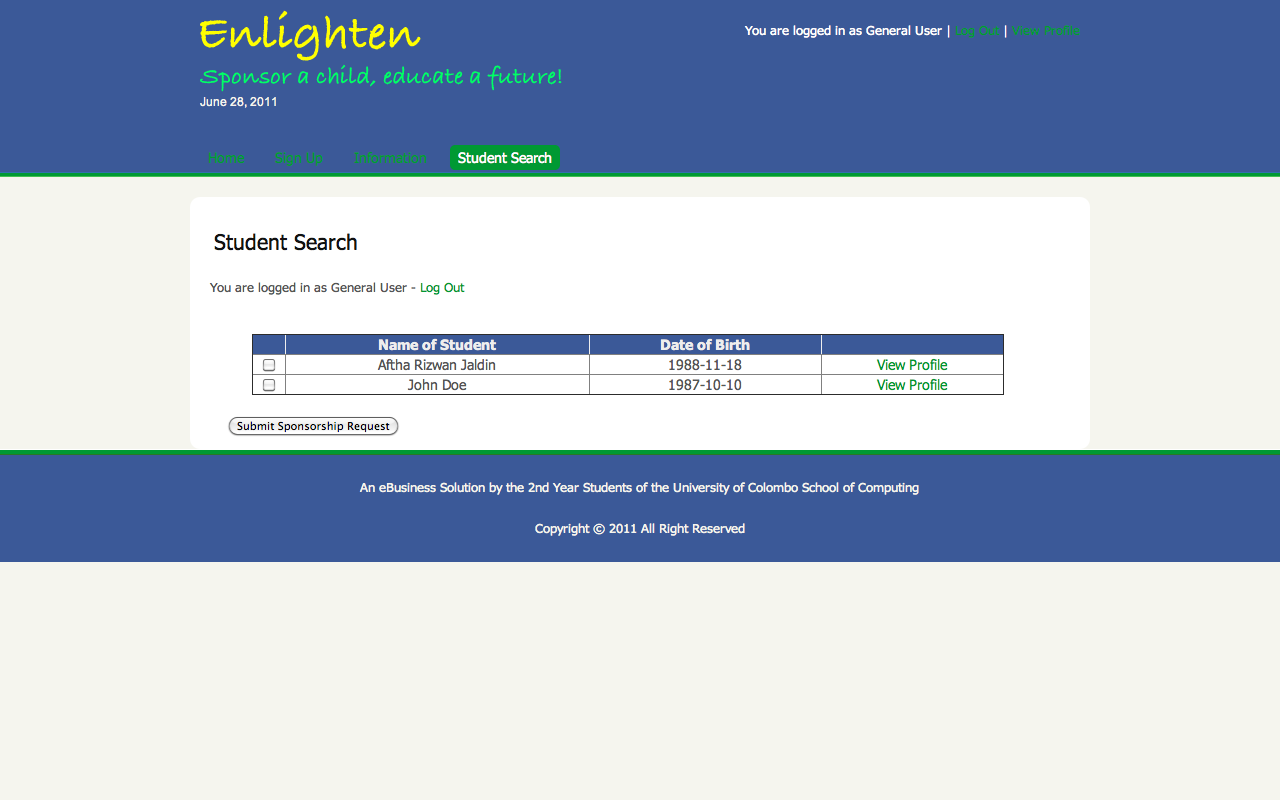 Enlighten
You are logged in as General User | Log Out | View Profile
Sponsor a child, educate a future!
June 28, 2011
Home Sign Up Information Student Search
Student Search
You are logged in as General User - Log Out
Name of Student Date of Birth
Aftha Rizwan Jaldin 1988-11-18 View Profile
John Doe 1987-10-10 View Profile
Submit Sponsorship Request
An eBusiness Solution by the 2nd Year Students of the University of Colombo School of Computing
Copyright © 2011 All Right Reserved